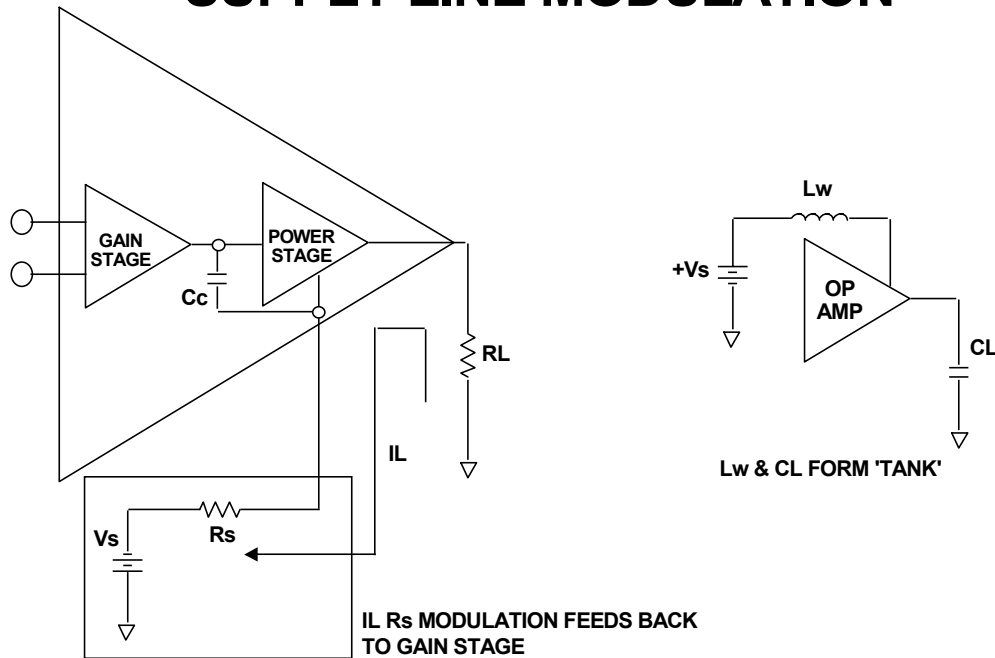 SUPPLY LINE MODULATION
GAIN
STAGE
POWER
STAGE
Cc
RL
IL
Vs
Rs
IL Rs MODULATION FEEDS BACK
TO GAIN STAGE
Lw
+Vs
OP
AMP
CL
Lw & CL FORM 'TANK'